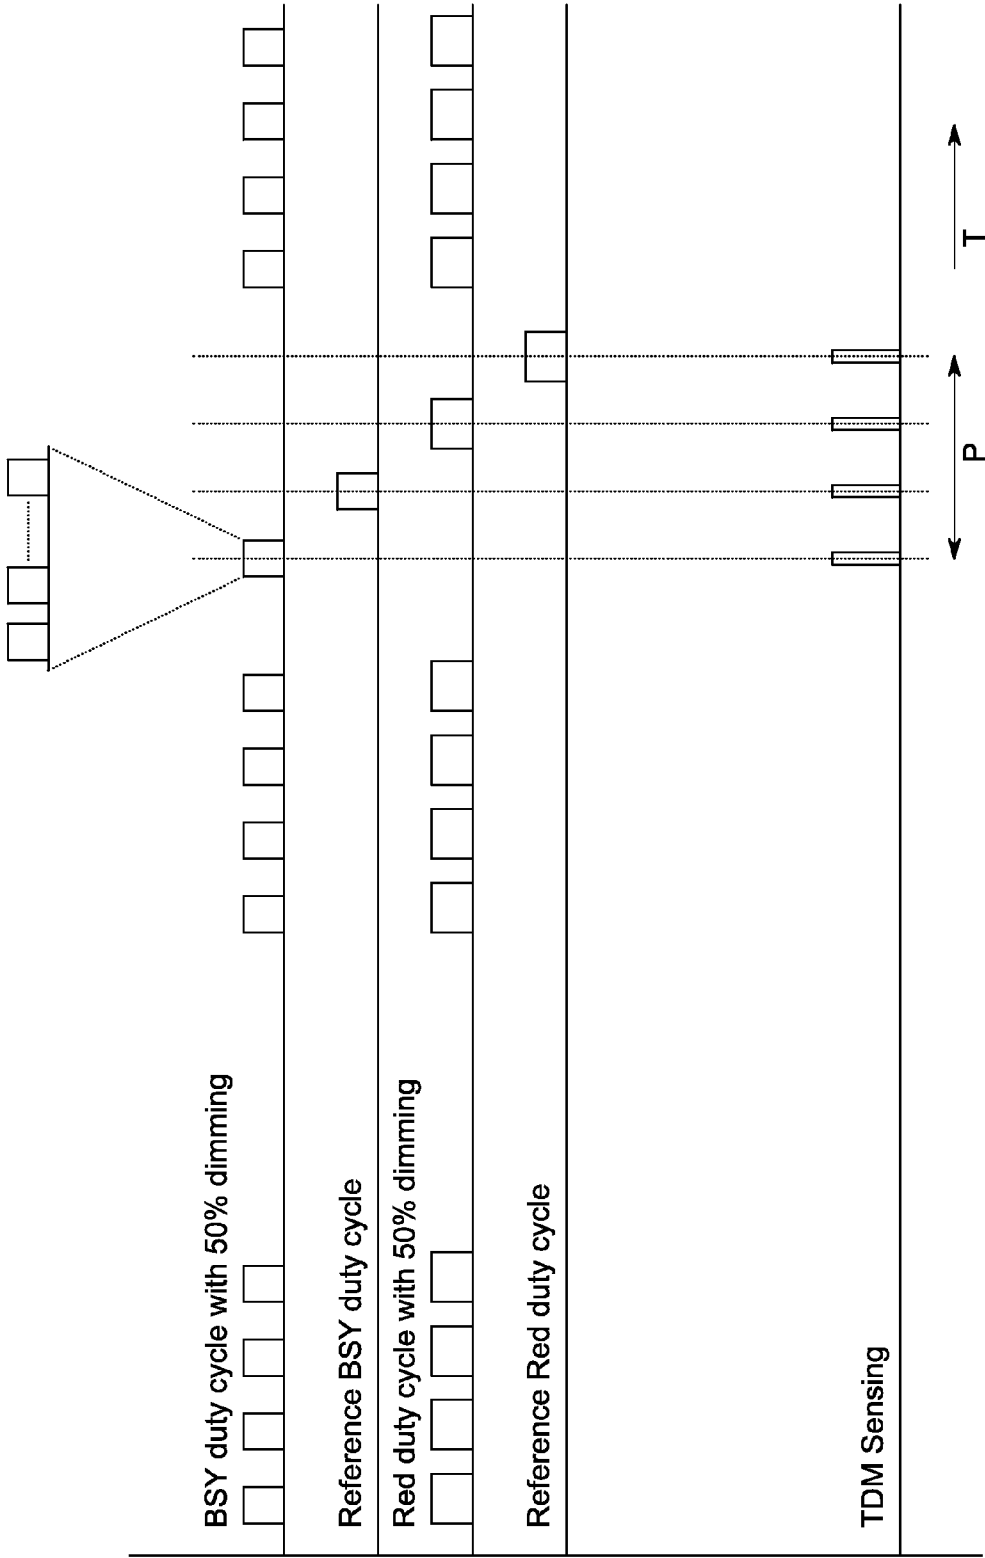 BSY duty cycle with 50% dimming
Reference BSY duty cycle
Red duty cycle with 50% dimming
Reference Red duty cycle
TDM Sensing
P
T